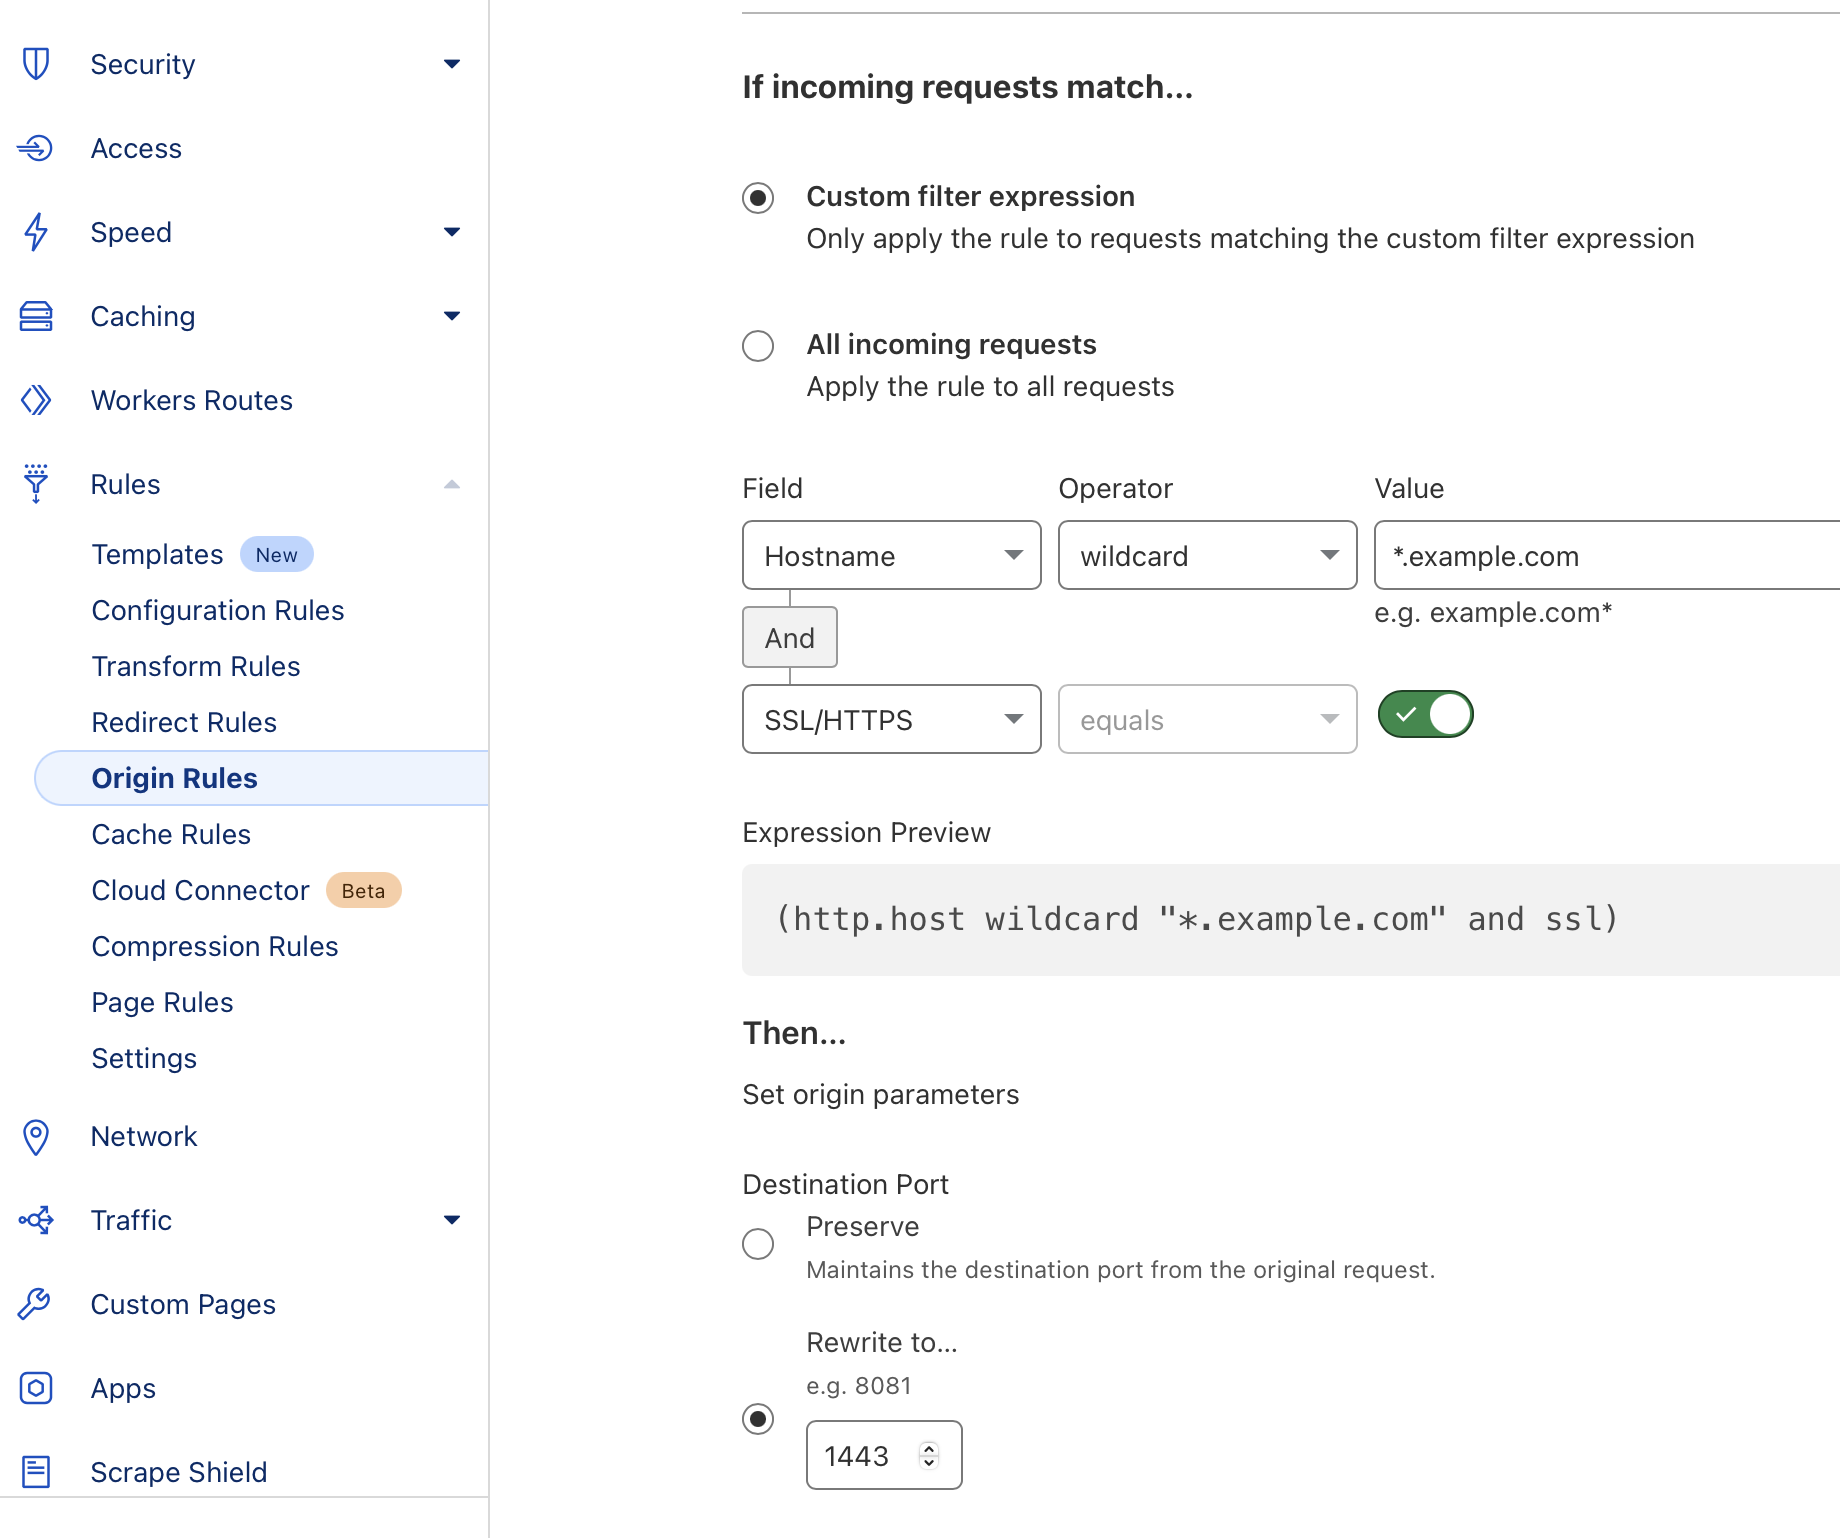 Security
Access
Speed
Caching
Workers Routes
Rules
Templates New
Configuration Rules
Transform Rules
Redirect Rules
Origin Rules
Cache Rules
Cloud Connector Beta
Compression Rules
Page Rules
Settings
Network
Traffic
Custom Pages
Apps
Scrape Shield
If incoming requests match...
Custom filter expression
Only apply the rule to requests matching the custom filter expression
All incoming requests
Apply the rule to all requests
Field Operator Value
Hostname wildcard *.example.com
e.g. example.com*
And
SSL/HTTPS equals
Expression Preview
(http.host wildcard "*.example.com" and ssl)
Then...
Set origin parameters
Destination Port
Preserve
Maintains the destination port from the original request.
Rewrite to...
e.g. 8081
1443